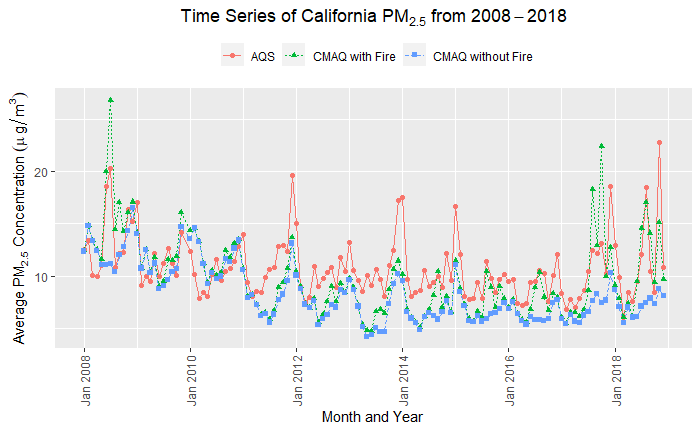 Time Series of California PM2.5 from 2008 − 2018
AQS CMAQ with Fire CMAQ without Fire
Average PM2.5 Concentration (μ g/m³)
20
10
Jan 2008
Jan 2010
Jan 2012
Jan 2014
Jan 2016
Jan 2018
Month and Year